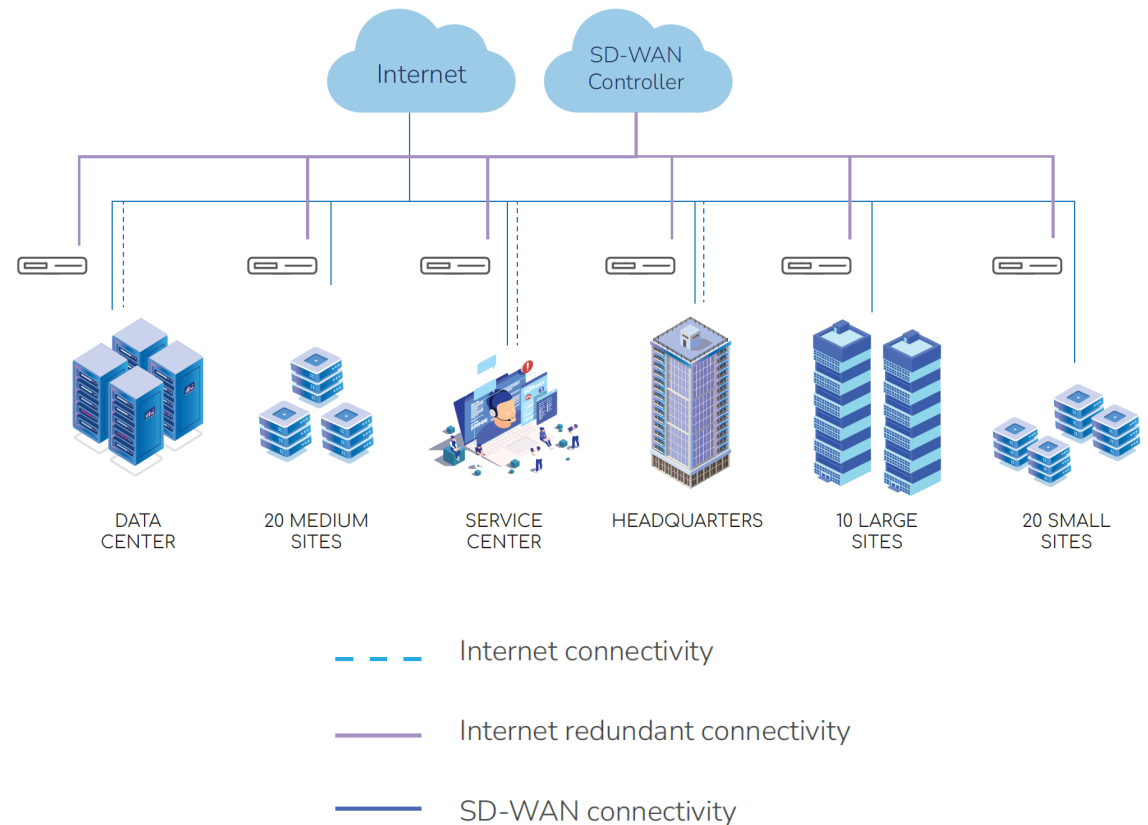 Internet
SD-WAN
Controller
DATA
CENTER
20 MEDIUM
SITES
SERVICE
CENTER
HEADQUARTERS
10 LARGE
SITES
20 SMALL
SITES
Internet connectivity
Internet redundant connectivity
SD-WAN connectivity